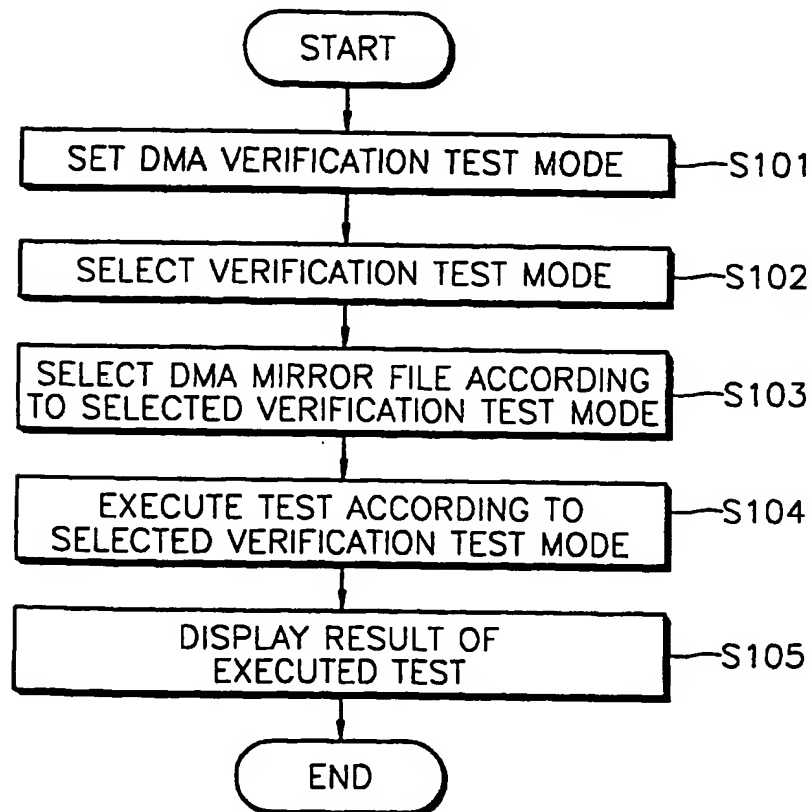 START
SET DMA VERIFICATION TEST MODE
S101
SELECT VERIFICATION TEST MODE
S102
SELECT DMA MIRROR FILE ACCORDING
TO SELECTED VERIFICATION TEST MODE
S103
EXECUTE TEST ACCORDING TO
SELECTED VERIFICATION TEST MODE
S104
DISPLAY RESULT OF
EXECUTED TEST
S105
END